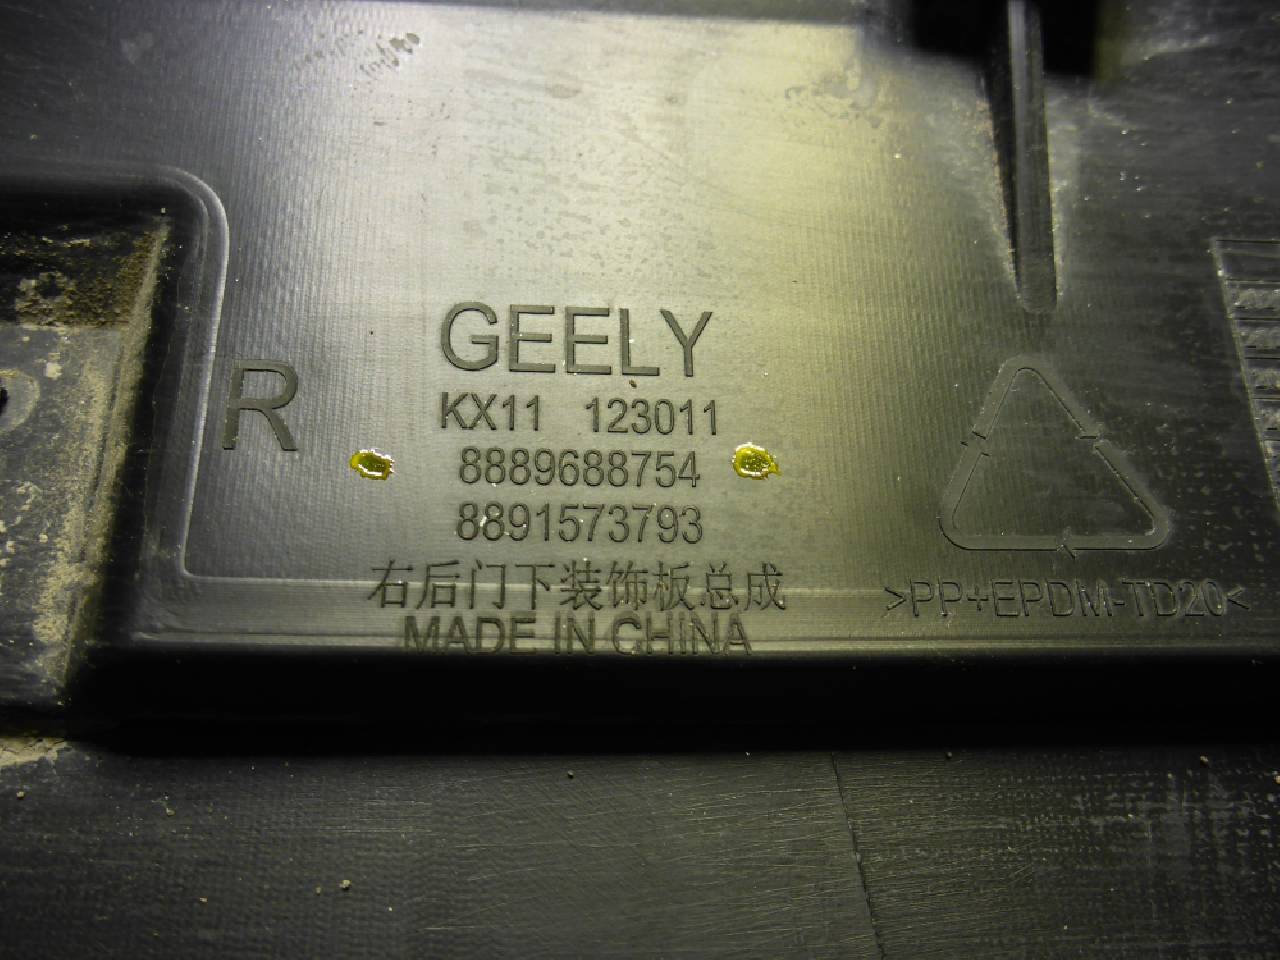 GEELY
R
KX11 123011
8889688754
8891573793
右后门下装饰板总成
MADE IN CHINA
>PP+EPDM-TD20<